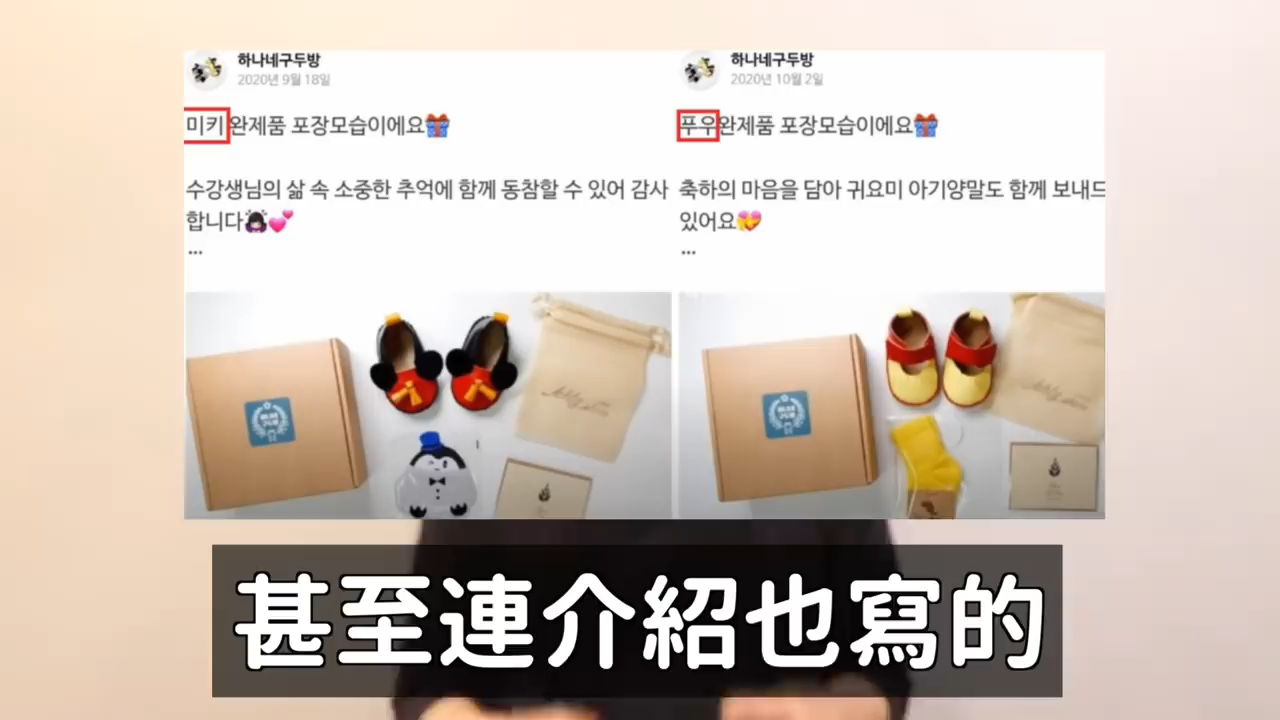 하나네구두방
2020년 9월 18일
미키 완제품 포장모습이에요🎁
수강생님의 삶 속 소중한 추억에 함께 동참할 수 있어 감사
합니다🙇🏻‍♀️💕
...
하나네구두방
2020년 10월 2일
푸우완제품 포장모습이에요🎁
축하의 마음을 담아 귀요미 아기양말도 함께 보내드
있어요💝
...
甚至連介紹也寫的